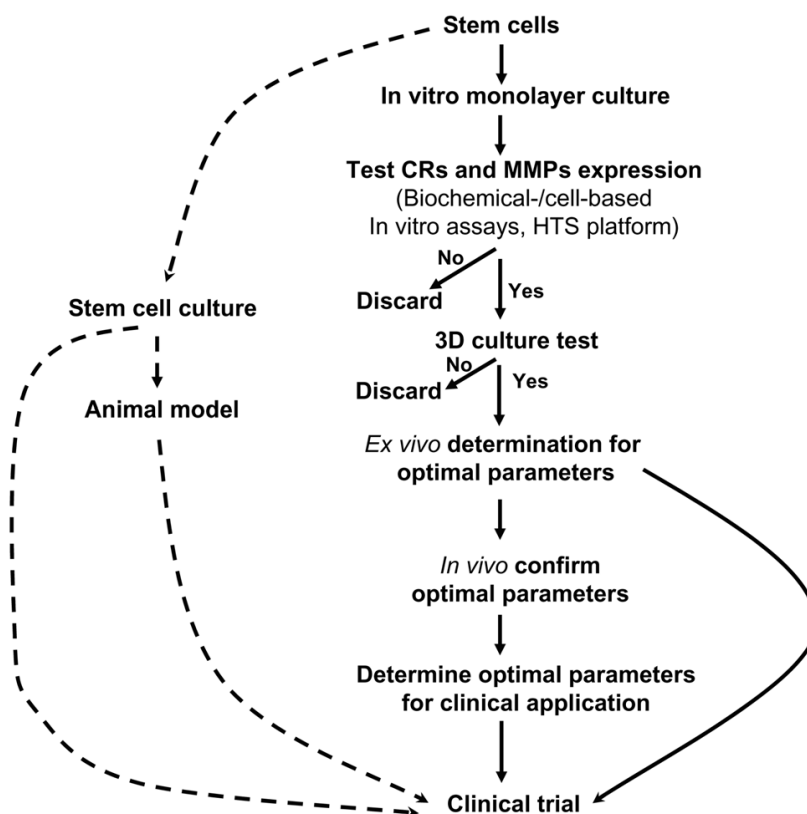 Stem cells
In vitro monolayer culture
Test CRs and MMPs expression
(Biochemical-/cell-based
In vitro assays, HTS platform)
No
Yes
Discard
Stem cell culture
3D culture test
No
Yes
Discard
Animal model
Ex vivo determination for
optimal parameters
In vivo confirm
optimal parameters
Determine optimal parameters
for clinical application
Clinical trial